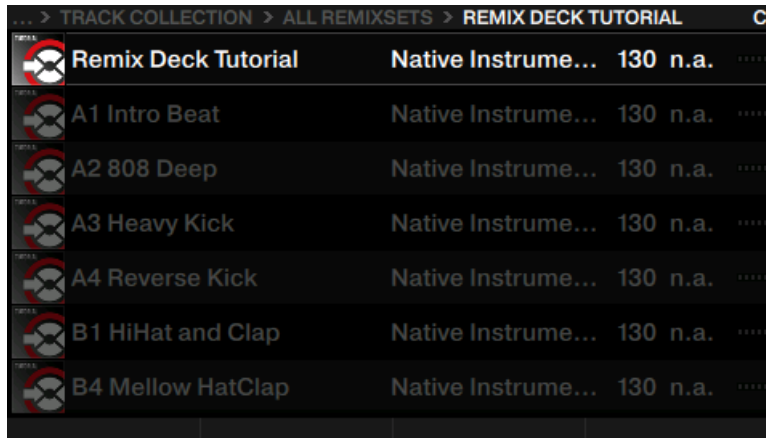 ... > TRACK COLLECTION > ALL REMIXSETS > REMIX DECK TUTORIAL C
Remix Deck Tutorial Native Instrume... 130 n.a.
A1 Intro Beat Native Instrume... 130 n.a.
A2 808 Deep Native Instrume... 130 n.a.
A3 Heavy Kick Native Instrume... 130 n.a.
A4 Reverse Kick Native Instrume... 130 n.a.
B1 HiHat and Clap Native Instrume... 130 n.a.
B4 Mellow HatClap Native Instrume... 130 n.a.